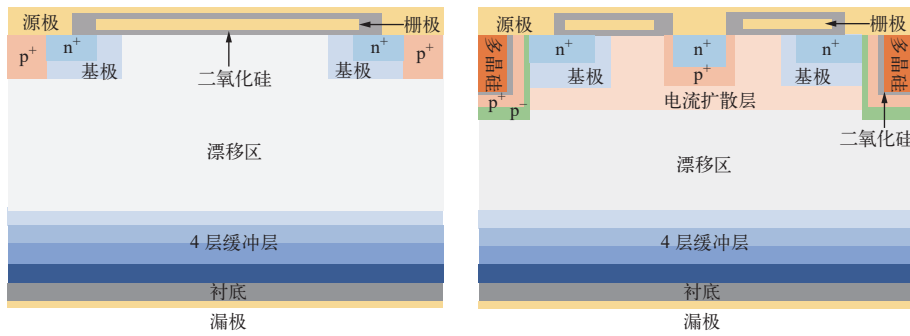 源极
栅极
n⁺
n⁺
p⁺
p⁺
基极
基极
二氧化硅
漂移区
4 层缓冲层
衬底
漏极
源极
栅极
多晶硅
n⁺
n⁺
n⁺
多晶硅
基极
p⁺
基极
p⁺
p⁻
电流扩散层
二氧化硅
漂移区
4 层缓冲层
衬底
漏极